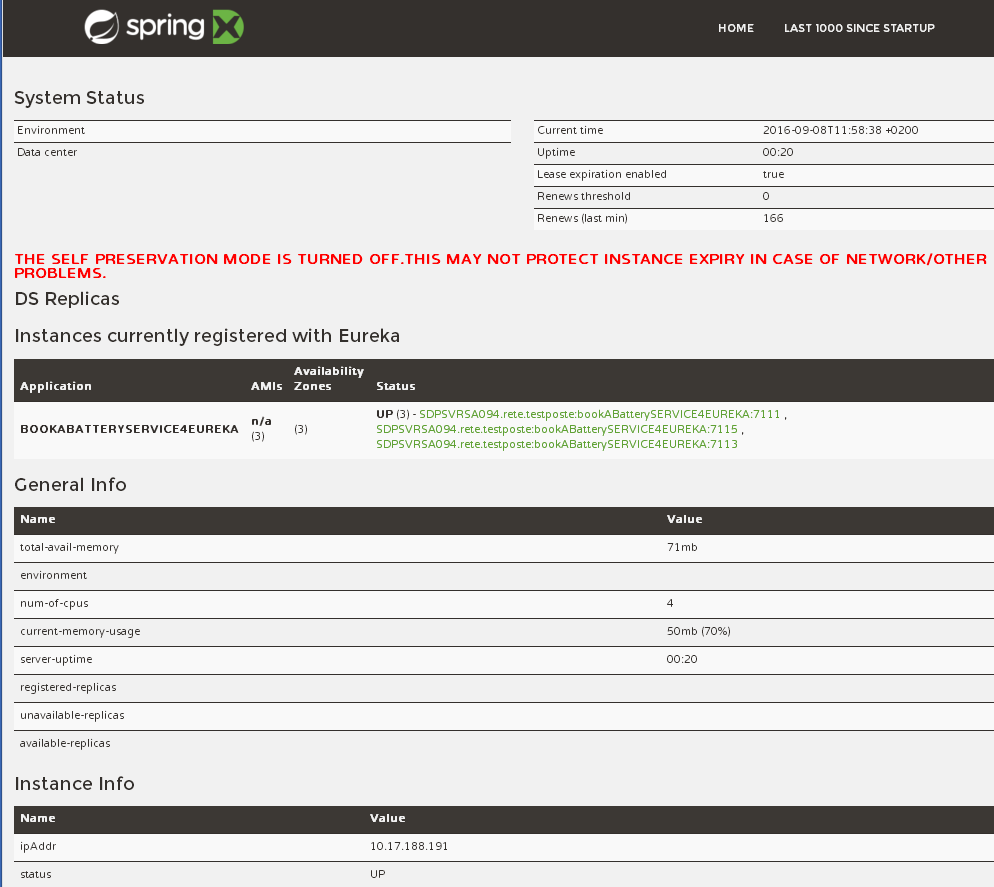 spring
HOME LAST 1000 SINCE STARTUP
System Status
Environment
Data center
Current time 2016-09-08T11:58:38 +0200
Uptime 00:20
Lease expiration enabled true
Renews threshold 0
Renews (last min) 166
THE SELF PRESERVATION MODE IS TURNED OFF.THIS MAY NOT PROTECT INSTANCE EXPIRY IN CASE OF NETWORK/OTHER
PROBLEMS.
DS Replicas
Instances currently registered with Eureka
Application AMIs Availability Zones Status
BOOKABATTERYSERVICE4EUREKA n/a (3) (3) UP (3) - SDPSVRSA094.rete.testposte:bookABatterySERVICE4EUREKA:7111 ,
SDPSVRSA094.rete.testposte:bookABatterySERVICE4EUREKA:7115 ,
SDPSVRSA094.rete.testposte:bookABatterySERVICE4EUREKA:7113
General Info
Name Value
total-avail-memory 71mb
environment
num-of-cpus 4
current-memory-usage 50mb (70%)
server-uptime 00:20
registered-replicas
unavailable-replicas
available-replicas
Instance Info
Name Value
ipAddr 10.17.188.191
status UP